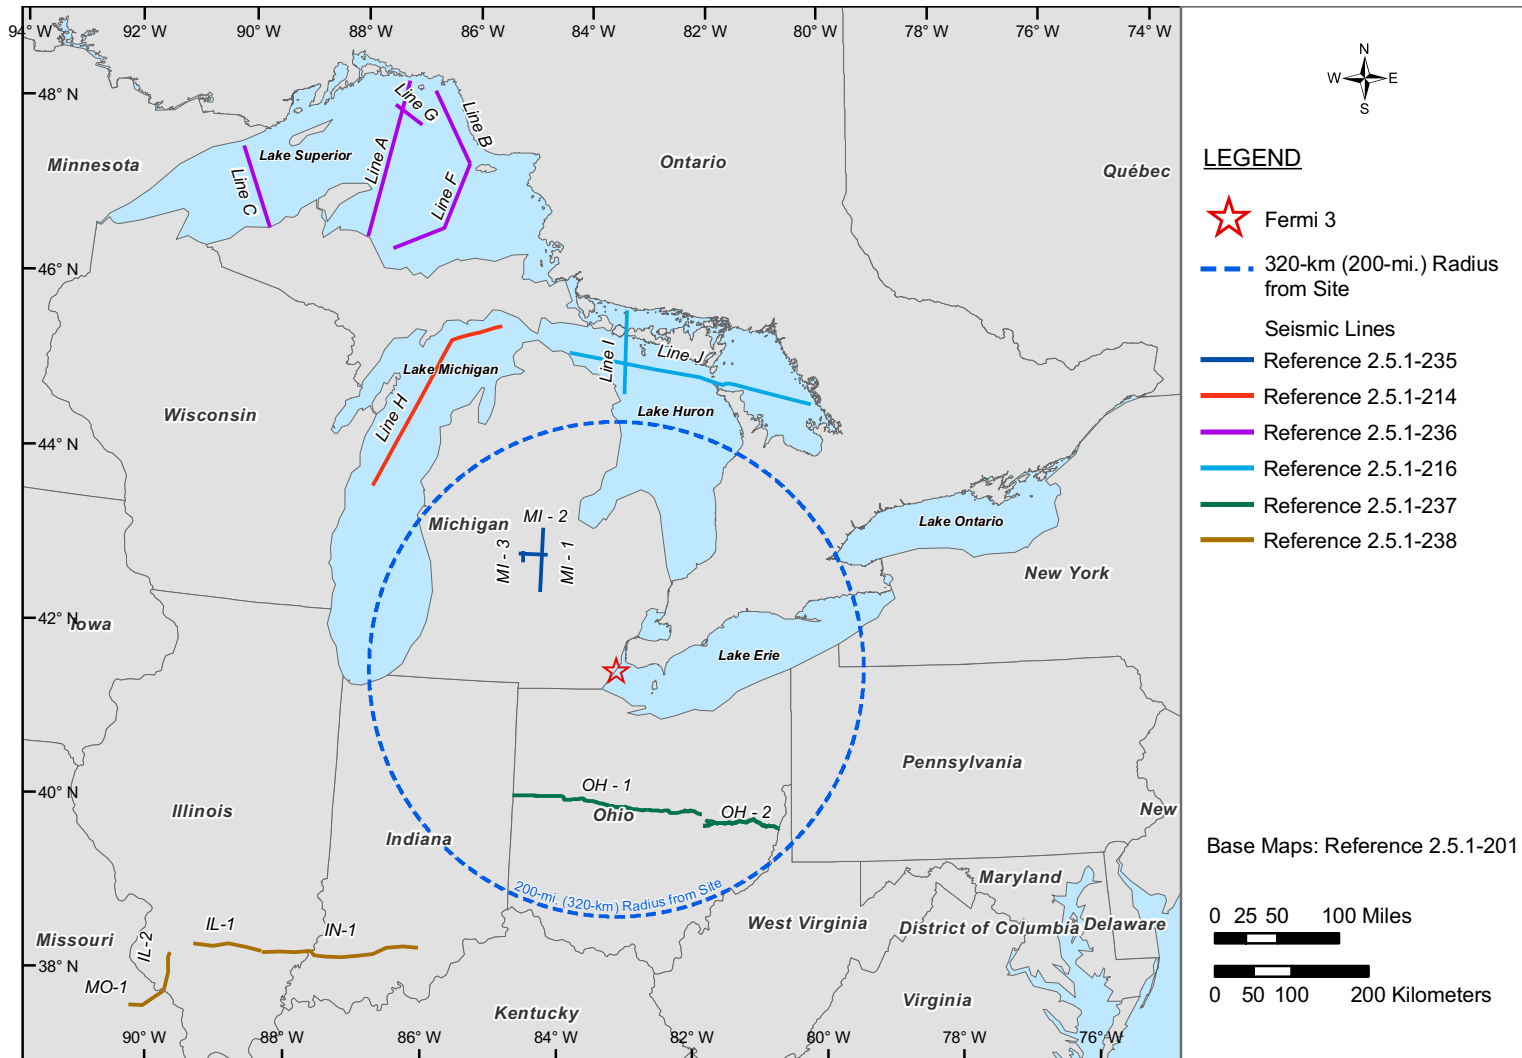 94° W
92° W
90° W
88° W
86° W
84° W
82° W
80° W
78° W
76° W
74° W
48° N
46° N
44° N
42° N
40° N
38° N
Line G
Line B
Line A
Lake Superior
Minnesota
Ontario
Québec
Line C
Line F
Line I
Line J
Lake Michigan
Line H
Wisconsin
Lake Huron
Michigan
MI - 2
MI - 3
MI - 1
Lake Ontario
New York
Iowa
Lake Erie
Pennsylvania
OH - 1
Ohio
OH - 2
Illinois
Indiana
New
200-mi. (320-km) Radius from Site
Maryland
West Virginia
District of Columbia
Delaware
Missouri
IL-2
IL-1
IN-1
MO-1
Kentucky
Virginia
90° W
88° W
86° W
84° W
82° W
80° W
78° W
76° W
N
W
E
S
LEGEND
Fermi 3
320-km (200-mi.) Radius
from Site
Seismic Lines
Reference 2.5.1-235
Reference 2.5.1-214
Reference 2.5.1-236
Reference 2.5.1-216
Reference 2.5.1-237
Reference 2.5.1-238
Base Maps: Reference 2.5.1-201
0 25 50 100 Miles
0 50 100 200 Kilometers